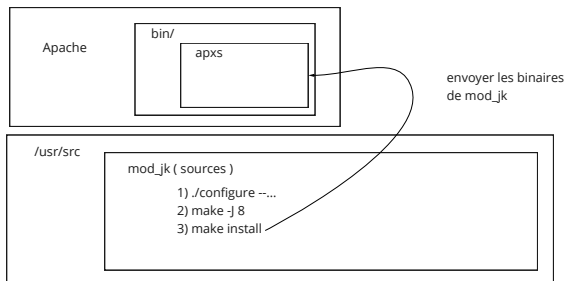 Apache
bin/
apxs
envoyer les binaires
de mod_jk
/usr/src
mod_jk ( sources )
1) ./configure --...
2) make -J 8
3) make install